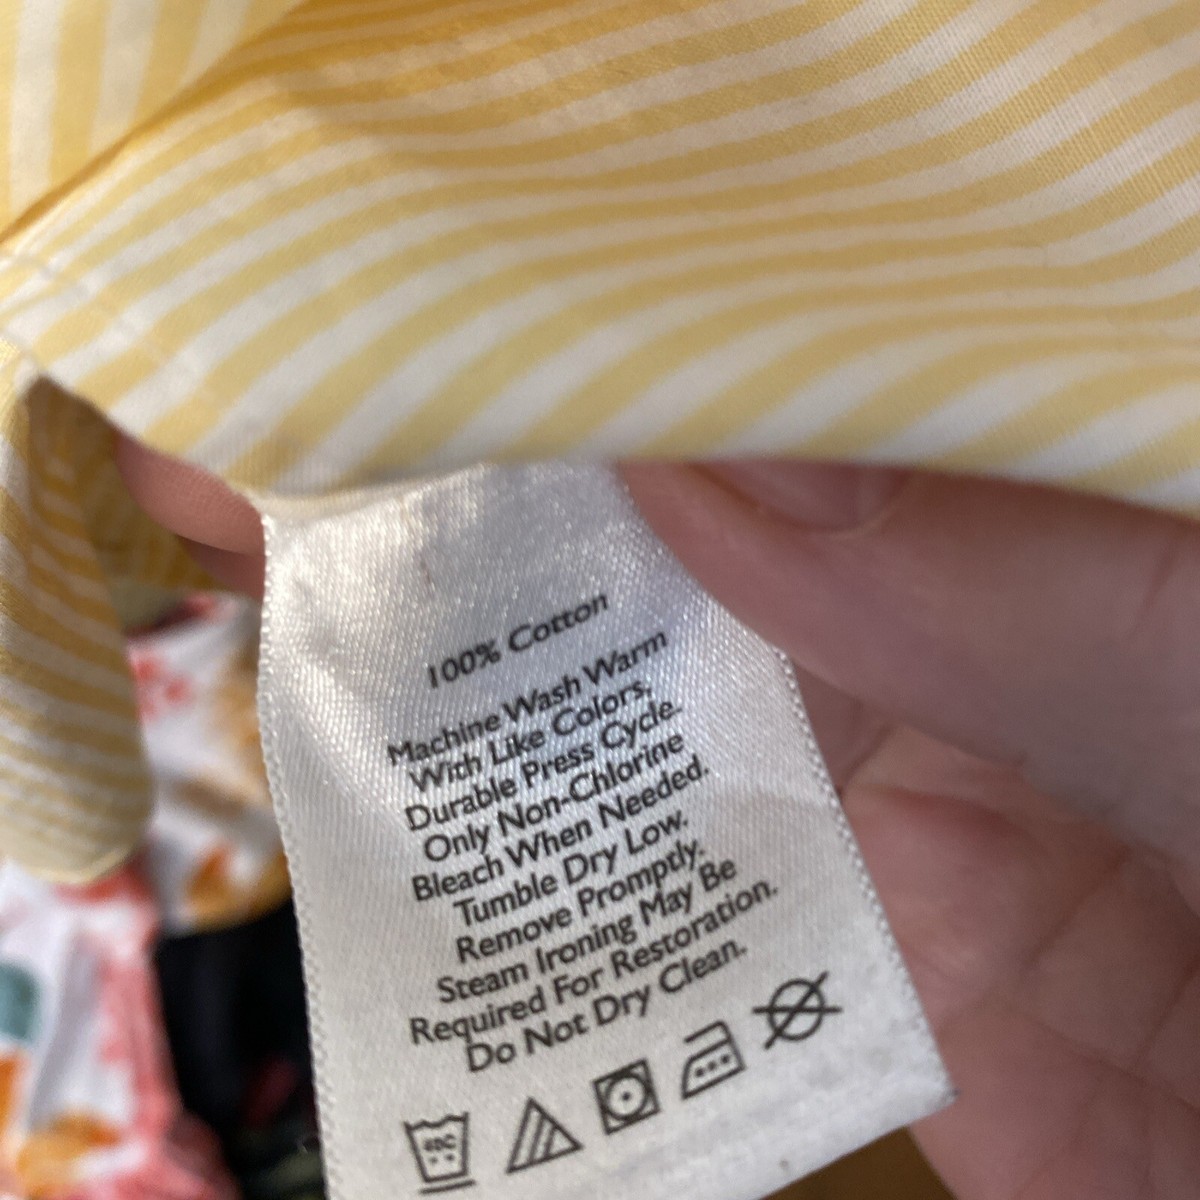 100% Cotton
Machine Wash Warm
With Like Colors,
Durable Press Cycle.
Only Non-Chlorine
Bleach When Needed.
Tumble Dry Low.
Remove Promptly.
Steam Ironing May Be
Required For Restoration.
Do Not Dry Clean.